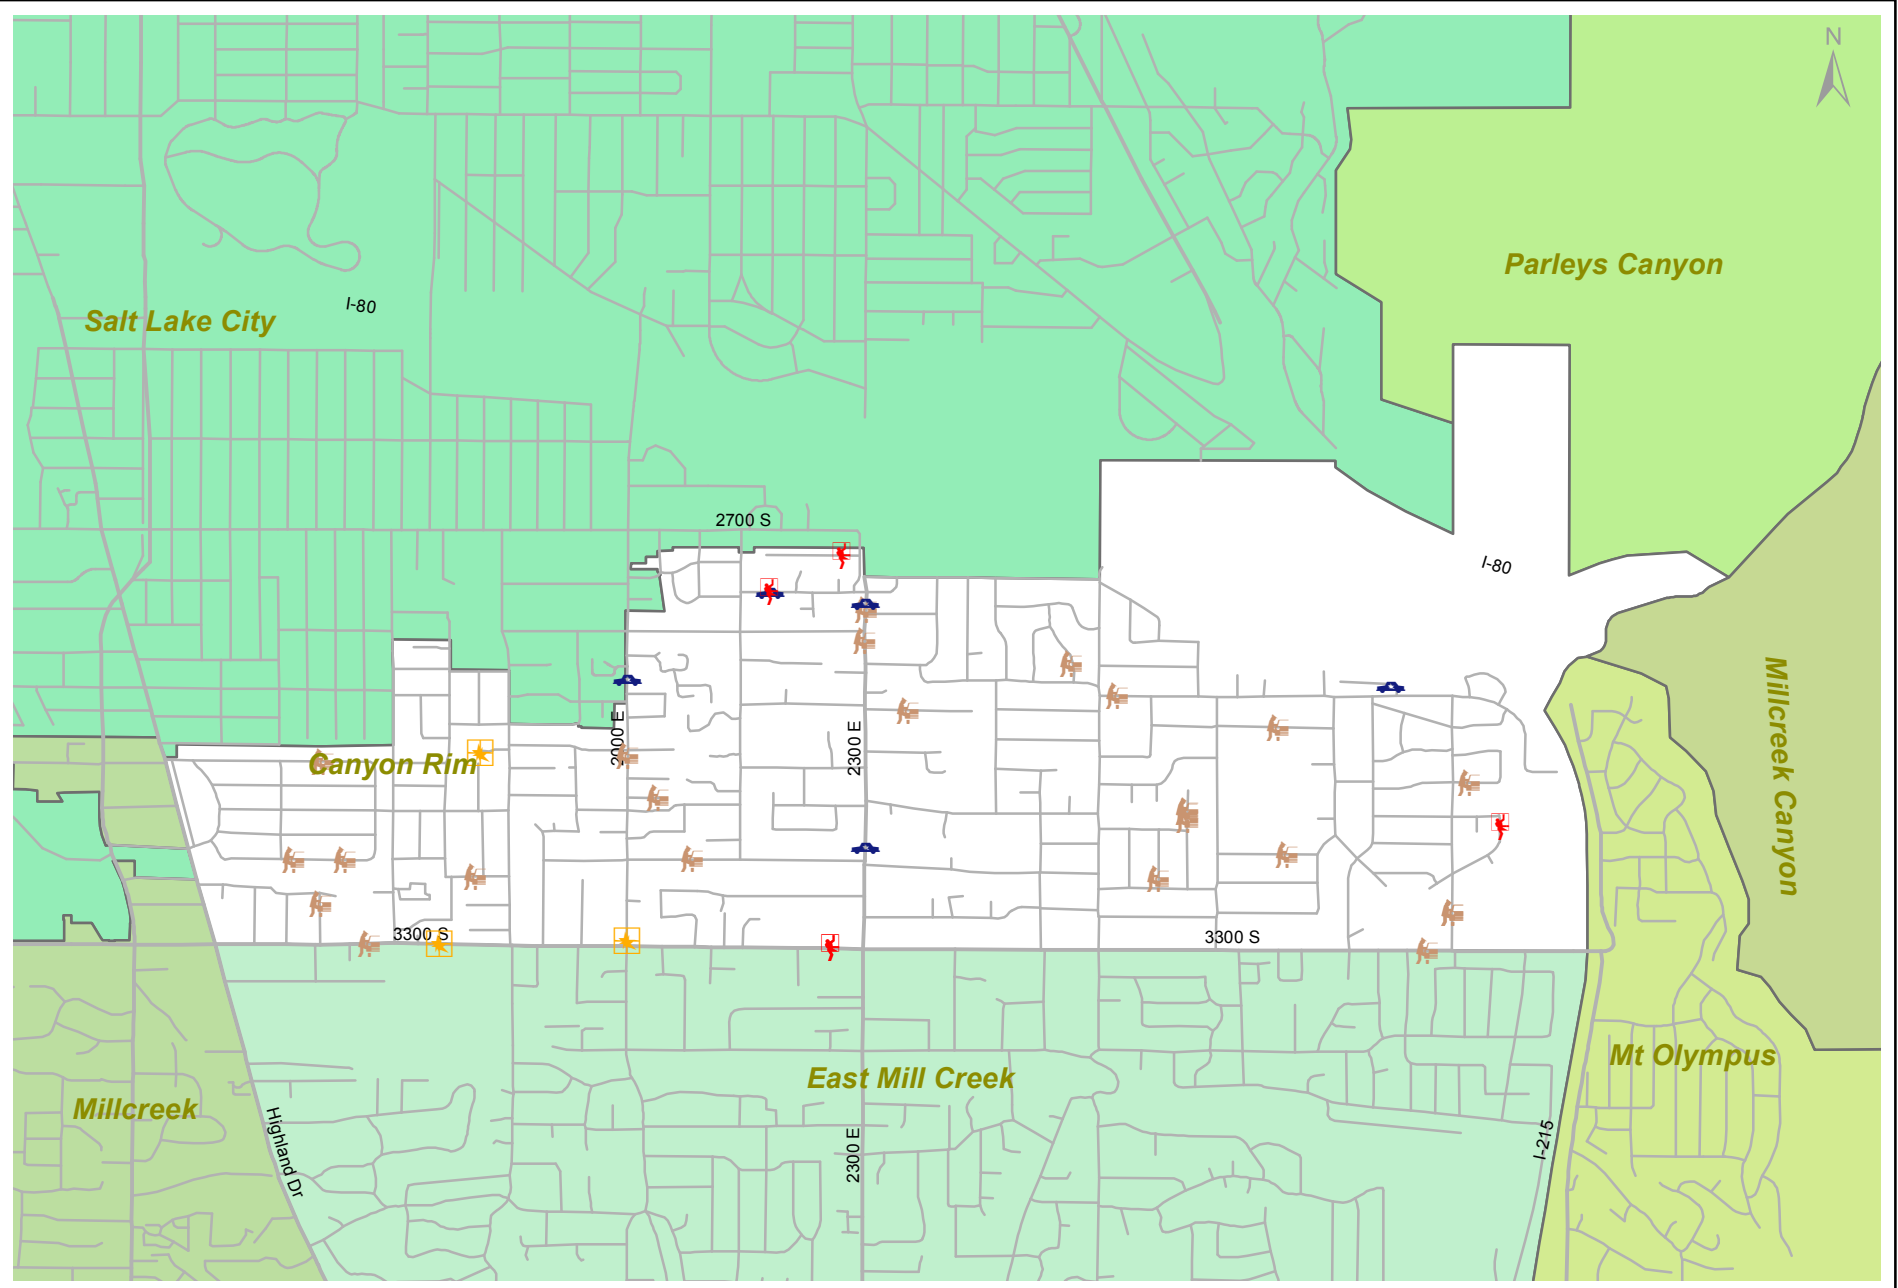 N
Parleys Canyon
I-80
Salt Lake City
2700 S
I-80
2000 E
2300 E
Canyon Rim
Millcreek Canyon
3300 S
3300 S
Mt Olympus
East Mill Creek
Millcreek
Highland Dr
2300 E
I-215